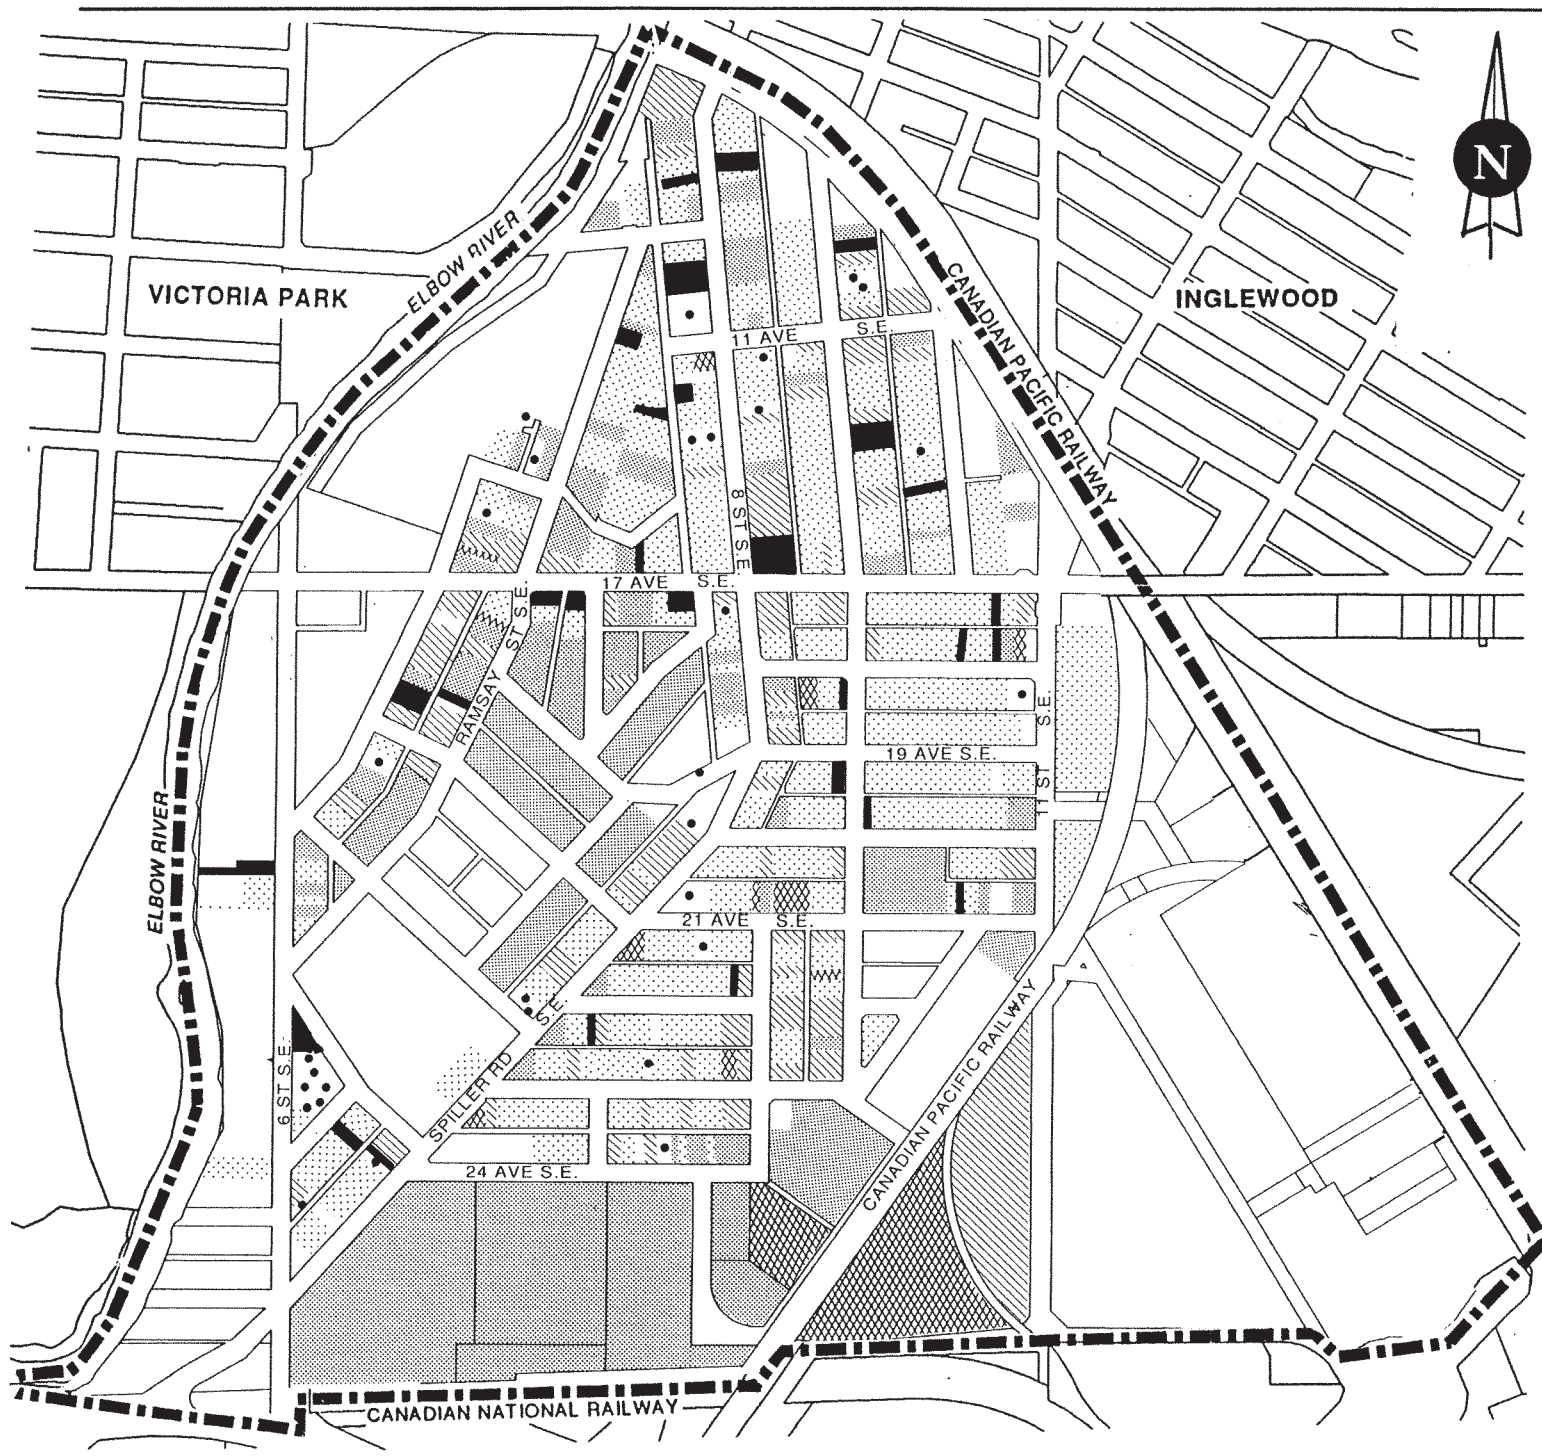 N
VICTORIA PARK
ELBOW RIVER
INGLEWOOD
CANADIAN PACIFIC RAILWAY
11 AVE S.E.
8 ST S.E.
17 AVE S.E.
RAMSAY ST S.E.
11 ST S.E.
19 AVE S.E.
ELBOW RIVER
21 AVE S.E.
6 ST S.E.
SPILLER RD S.E.
CANADIAN PACIFIC RAILWAY
24 AVE S.E.
CANADIAN NATIONAL RAILWAY